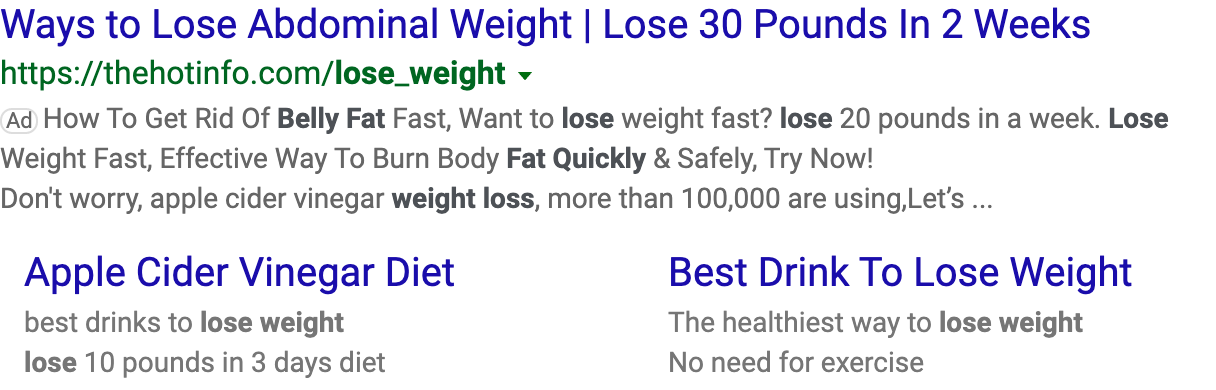 Ways to Lose Abdominal Weight | Lose 30 Pounds In 2 Weeks
https://thehotinfo.com/lose_weight
Ad How To Get Rid Of Belly Fat Fast, Want to lose weight fast? lose 20 pounds in a week. Lose
Weight Fast, Effective Way To Burn Body Fat Quickly & Safely, Try Now!
Don't worry, apple cider vinegar weight loss, more than 100,000 are using,Let’s ...
Apple Cider Vinegar Diet
best drinks to lose weight
lose 10 pounds in 3 days diet
Best Drink To Lose Weight
The healthiest way to lose weight
No need for exercise